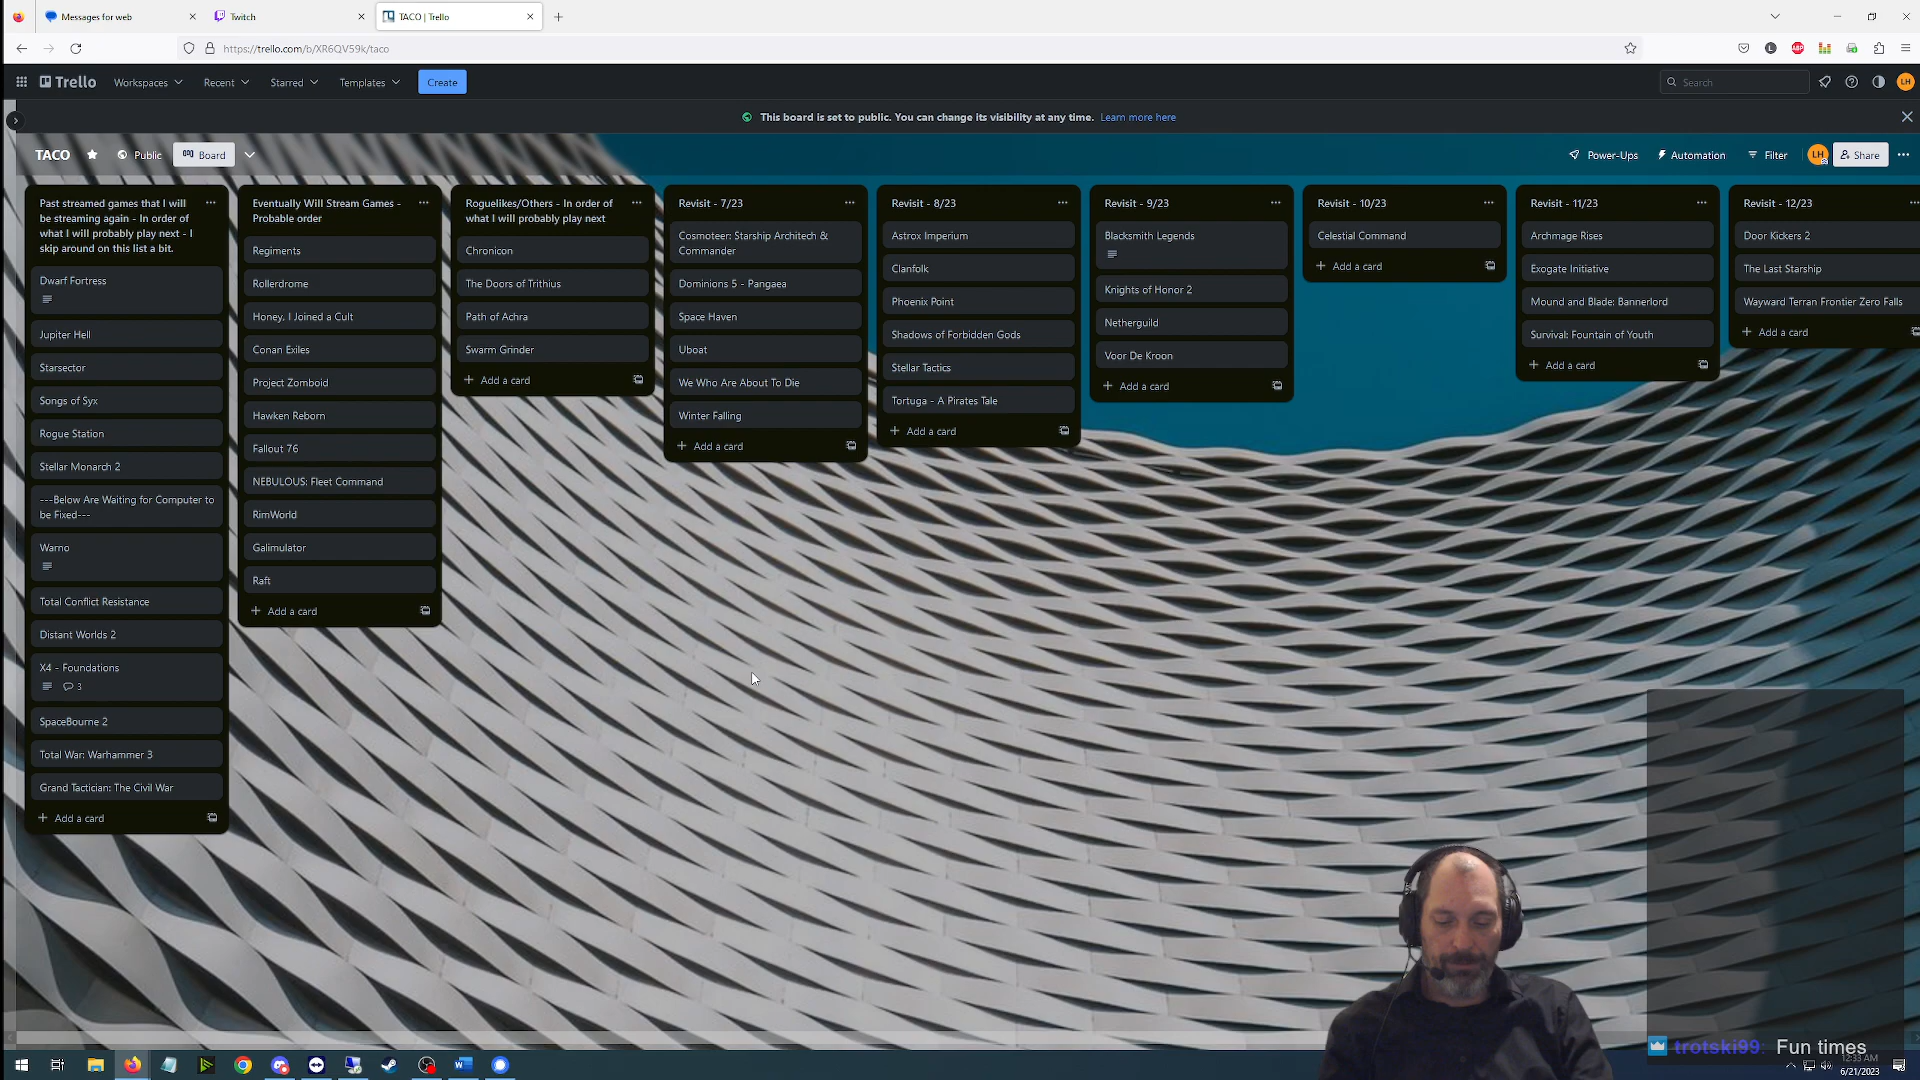 Messages for web
Twitch
TACO | Trello
https://trello.com/b/XR6QV59k/taco
ABP
Trello
Workspaces
Recent
Starred
Templates
Create
Search
LH
This board is set to public. You can change its visibility at any time. Learn more here
TACO
Public
Board
Power-Ups
Automation
Filter
LH
Share
Past streamed games that I will
be streaming again - In order of
what I will probably play next - I
skip around on this list a bit.
Dwarf Fortress
Jupiter Hell
Starsector
Songs of Syx
Rogue Station
Stellar Monarch 2
---Below Are Waiting for Computer to
be Fixed---
Warno
Total Conflict Resistance
Distant Worlds 2
X4 - Foundations
3
SpaceBourne 2
Total War: Warhammer 3
Grand Tactician: The Civil War
+ Add a card
Eventually Will Stream Games -
Probable order
Regiments
Rollerdrome
Honey, I Joined a Cult
Conan Exiles
Project Zomboid
Hawken Reborn
Fallout 76
NEBULOUS: Fleet Command
RimWorld
Galimulator
Raft
+ Add a card
Roguelikes/Others - In order of
what I will probably play next
Chronicon
The Doors of Trithius
Path of Achra
Swarm Grinder
+ Add a card
Revisit - 7/23
Cosmoteer: Starship Architech &
Commander
Dominions 5 - Pangaea
Space Haven
Uboat
We Who Are About To Die
Winter Falling
+ Add a card
Revisit - 8/23
Astrox Imperium
Clanfolk
Phoenix Point
Shadows of Forbidden Gods
Stellar Tactics
Tortuga - A Pirates Tale
+ Add a card
Revisit - 9/23
Blacksmith Legends
Knights of Honor 2
Netherguild
Voor De Kroon
+ Add a card
Revisit - 10/23
Celestial Command
+ Add a card
Revisit - 11/23
Archmage Rises
Exogate Initiative
Mound and Blade: Bannerlord
Survival: Fountain of Youth
+ Add a card
Revisit - 12/23
Door Kickers 2
The Last Starship
Wayward Terran Frontier Zero Falls
+ Add a card
trotski99: Fun times
12:33 AM
6/21/2023